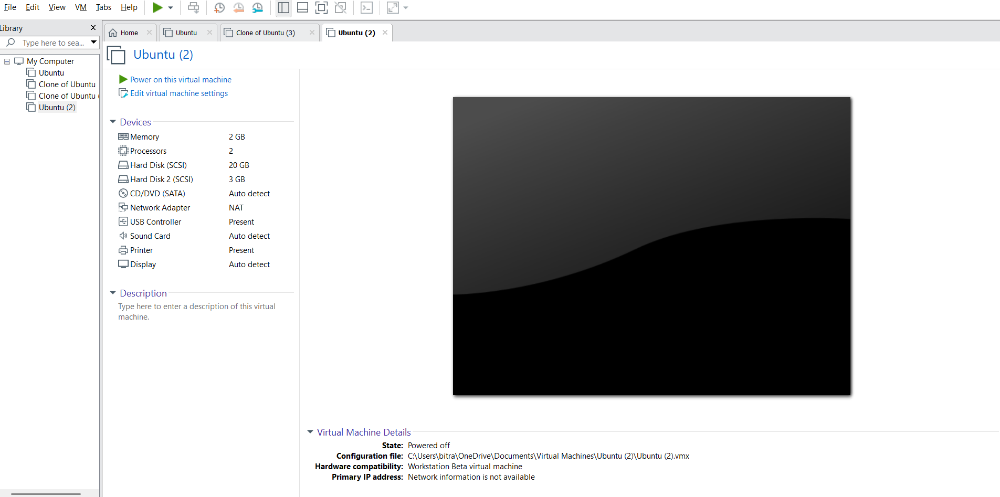 File Edit View VM Tabs Help
Library
Type here to sea...
My Computer
Ubuntu
Clone of Ubuntu
Clone of Ubuntu (
Ubuntu (2)
Home Ubuntu Clone of Ubuntu (3) Ubuntu (2)
Ubuntu (2)
Power on this virtual machine
Edit virtual machine settings
Devices
Memory 2 GB
Processors 2
Hard Disk (SCSI) 20 GB
Hard Disk 2 (SCSI) 3 GB
CD/DVD (SATA) Auto detect
Network Adapter NAT
USB Controller Present
Sound Card Auto detect
Printer Present
Display Auto detect
Description
Type here to enter a description of this virtual
machine.
Virtual Machine Details
State: Powered off
Configuration file: C:\Users\bitra\OneDrive\Documents\Virtual Machines\Ubuntu (2)\Ubuntu (2).vmx
Hardware compatibility: Workstation Beta virtual machine
Primary IP address: Network information is not available